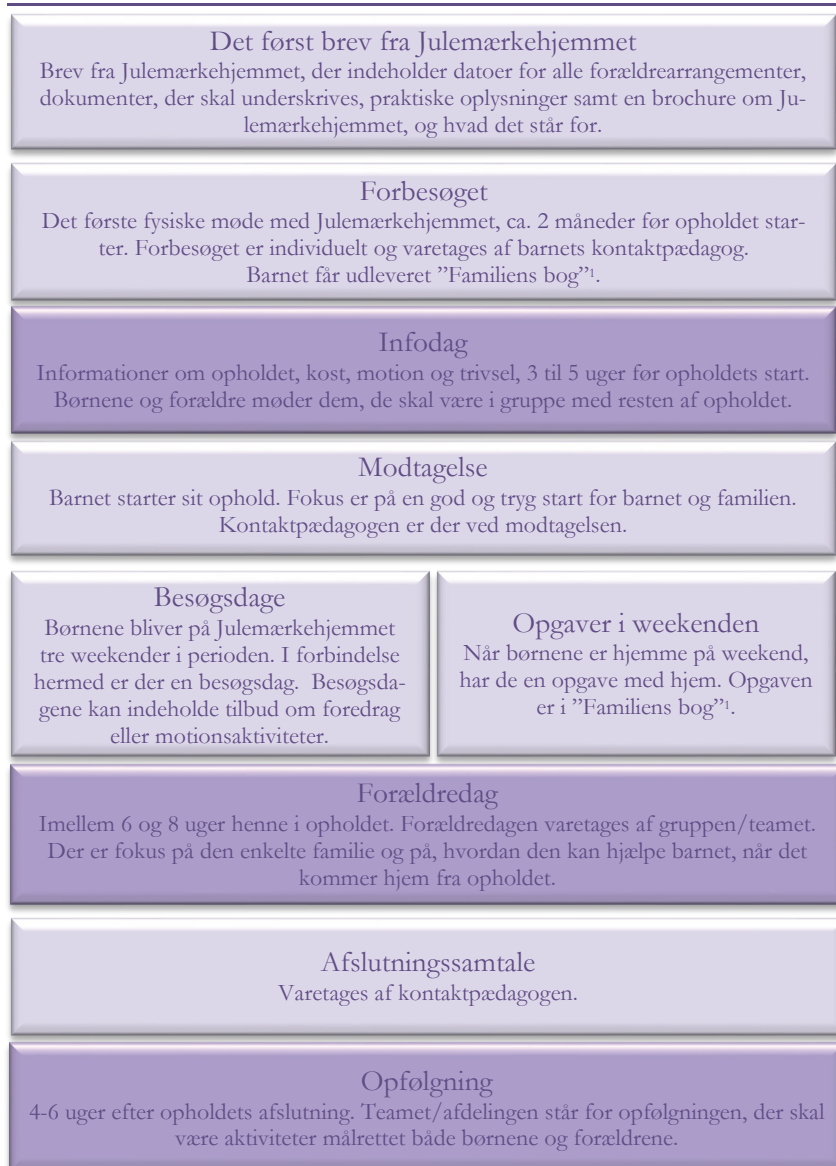 Det først brev fra Julemærkehjemmet
Brev fra Julemærkehjemmet, der indeholder datoer for alle forældrearrangementer,
dokumenter, der skal underskrives, praktiske oplysninger samt en brochure om Ju-
lemærkehjemmet, og hvad det står for.
Forbesøget
Det første fysiske møde med Julemærkehjemmet, ca. 2 måneder før opholdet star-
ter. Forbesøget er individuelt og varetages af barnets kontaktpædagog.
Barnet får udleveret ”Familiens bog”¹.
Infodag
Informationer om opholdet, kost, motion og trivsel, 3 til 5 uger før opholdets start.
Børnene og forældre møder dem, de skal være i gruppe med resten af opholdet.
Modtagelse
Barnet starter sit ophold. Fokus er på en god og tryg start for barnet og familien.
Kontaktpædagogen er der ved modtagelsen.
Besøgsdage
Børnene bliver på Julemærkehjemmet
tre weekender i perioden. I forbindelse
hermed er der en besøgsdag. Besøgsda-
gene kan indeholde tilbud om foredrag
eller motionsaktiviteter.
Opgaver i weekenden
Når børnene er hjemme på weekend,
har de en opgave med hjem. Opgaven
er i ”Familiens bog”¹.
Forældredag
Imellem 6 og 8 uger henne i opholdet. Forældredagen varetages af gruppen/teamet.
Der er fokus på den enkelte familie og på, hvordan den kan hjælpe barnet, når det
kommer hjem fra opholdet.
Afslutningssamtale
Varetages af kontaktpædagogen.
Opfølgning
4-6 uger efter opholdets afslutning. Teamet/afdelingen står for opfølgningen, der skal
være aktiviteter målrettet både børnene og forældrene.